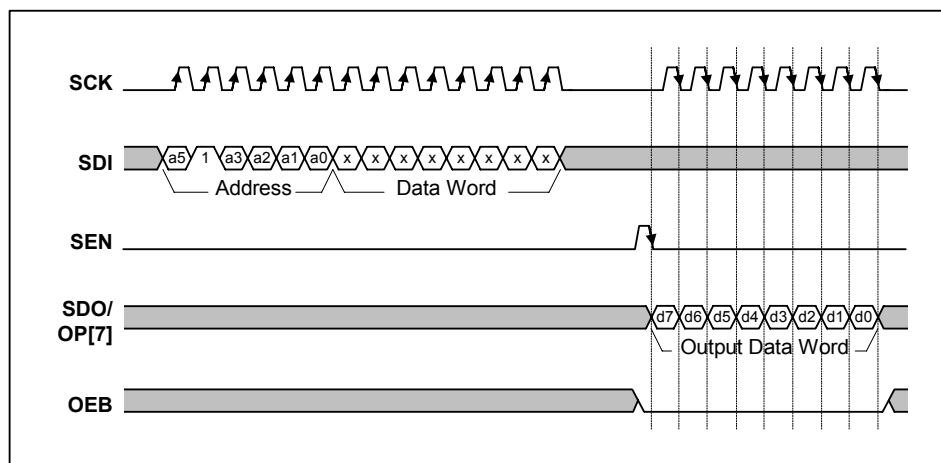 SCK
SDI a5 1 a3 a2 a1 a0 x x x x x x x x
Address Data Word
SEN
SDO/
OP[7] d7 d6 d5 d4 d3 d2 d1 d0
Output Data Word
OEB